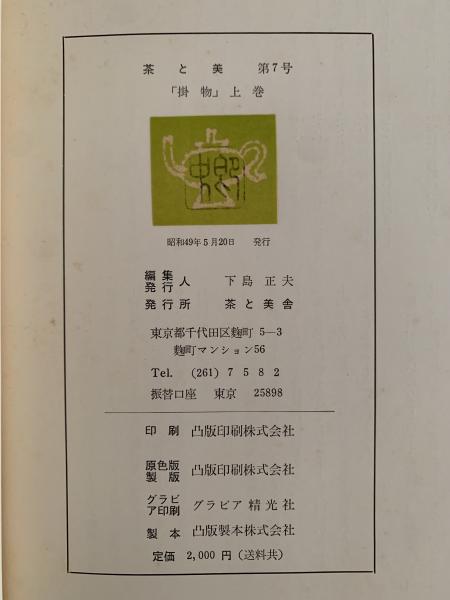 茶と美 第7号
「掛物」上巻
昭和49年5月20日 発行
編集
発行 人 下島正夫
発行所 茶と美舎
東京都千代田区麹町 5−3
麹町マンション56
Tel. (261) 7582
振替口座 東京 25898
印刷 凸版印刷株式会社
原色版
製版 凸版印刷株式会社
グラビ
ア印刷 グラビア精光社
製本 凸版製本株式会社
定価 2,000円(送料共)